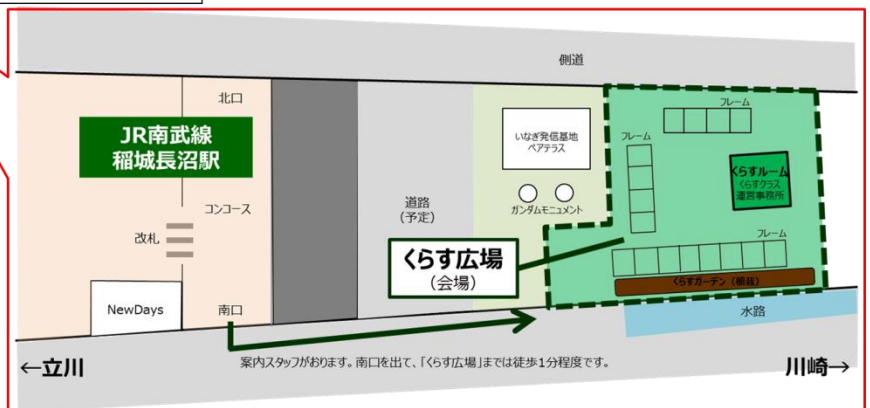 側道
北口
JR南武線
稲城長沼駅
コンコース
改札
NewDays
南口
道路
(予定)
いなぎ発信基地
ペアテラス
ガンダムモニュメント
フレーム
フレーム
くらすルーム
くらすクラス
運営事務所
フレーム
くらす広場
(会場)
くらすガーデン(植栽)
水路
案内スタッフがおります。南口を出て、「くらす広場」までは徒歩1分程度です。
←立川
川崎→